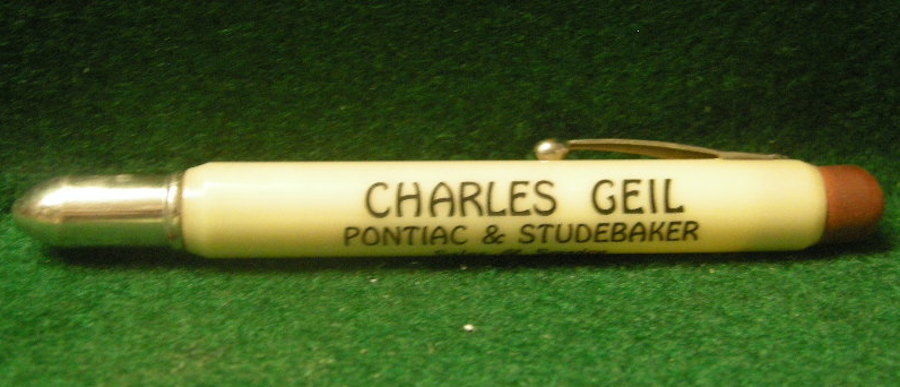 CHARLES GEIL
PONTIAC & STUDEBAKER